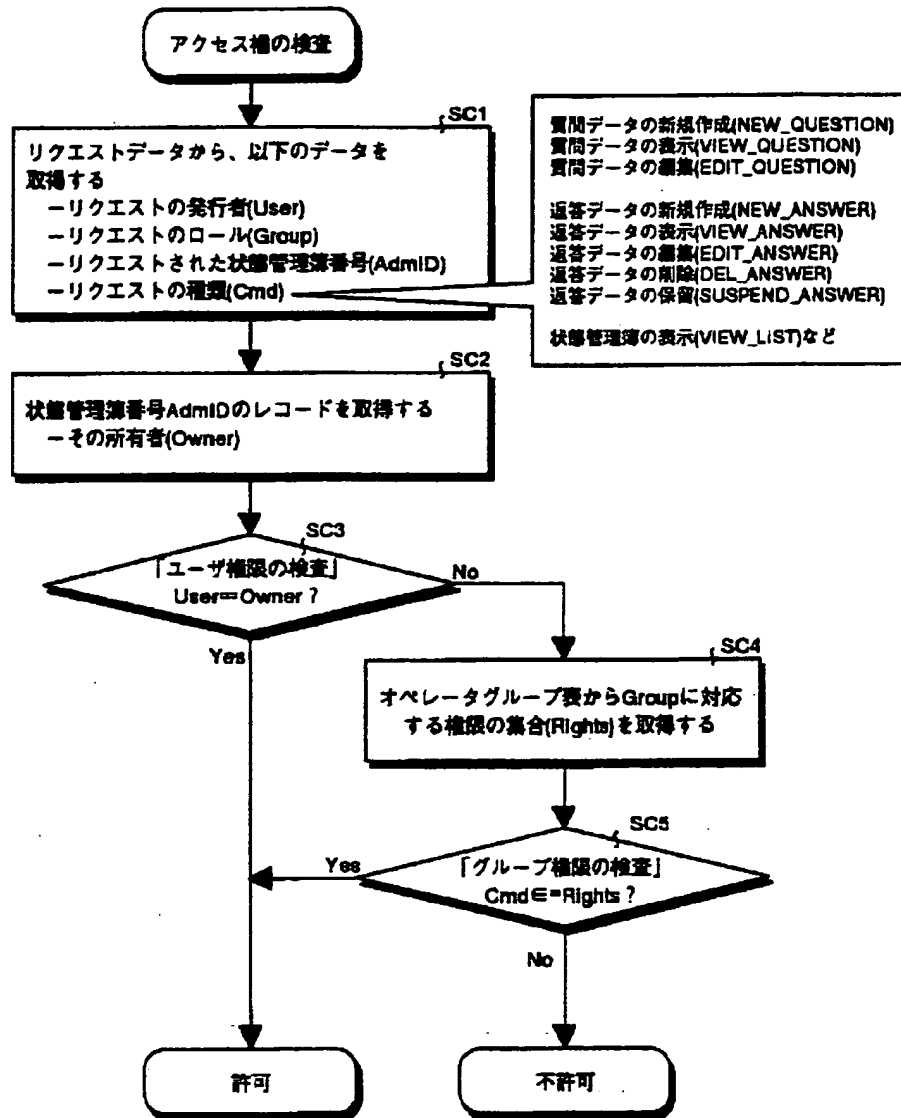 アクセス権の検査
SC1
リクエストデータから、以下のデータを
取得する
ーリクエストの発行者(User)
ーリクエストのロール(Group)
ーリクエストされた状態管理簿番号(AdmID)
ーリクエストの種類(Cmd)
質問データの新規作成(NEW_QUESTION)
質問データの表示(VIEW_QUESTION)
質問データの編集(EDIT_QUESTION)
返答データの新規作成(NEW_ANSWER)
返答データの表示(VIEW_ANSWER)
返答データの編集(EDIT_ANSWER)
返答データの削除(DEL_ANSWER)
返答データの保留(SUSPEND_ANSWER)
状態管理簿の表示(VIEW_LIST)など
SC2
状態管理簿番号AdmIDのレコードを取得する
ーその所有者(Owner)
SC3
「ユーザ権限の検査」
User==Owner ?
No
Yes
SC4
オペレータグループ表からGroupに対応
する権限の集合(Rights)を取得する
SC5
「グループ権限の検査」
Cmd∈=Rights ?
Yes
No
許可
不許可